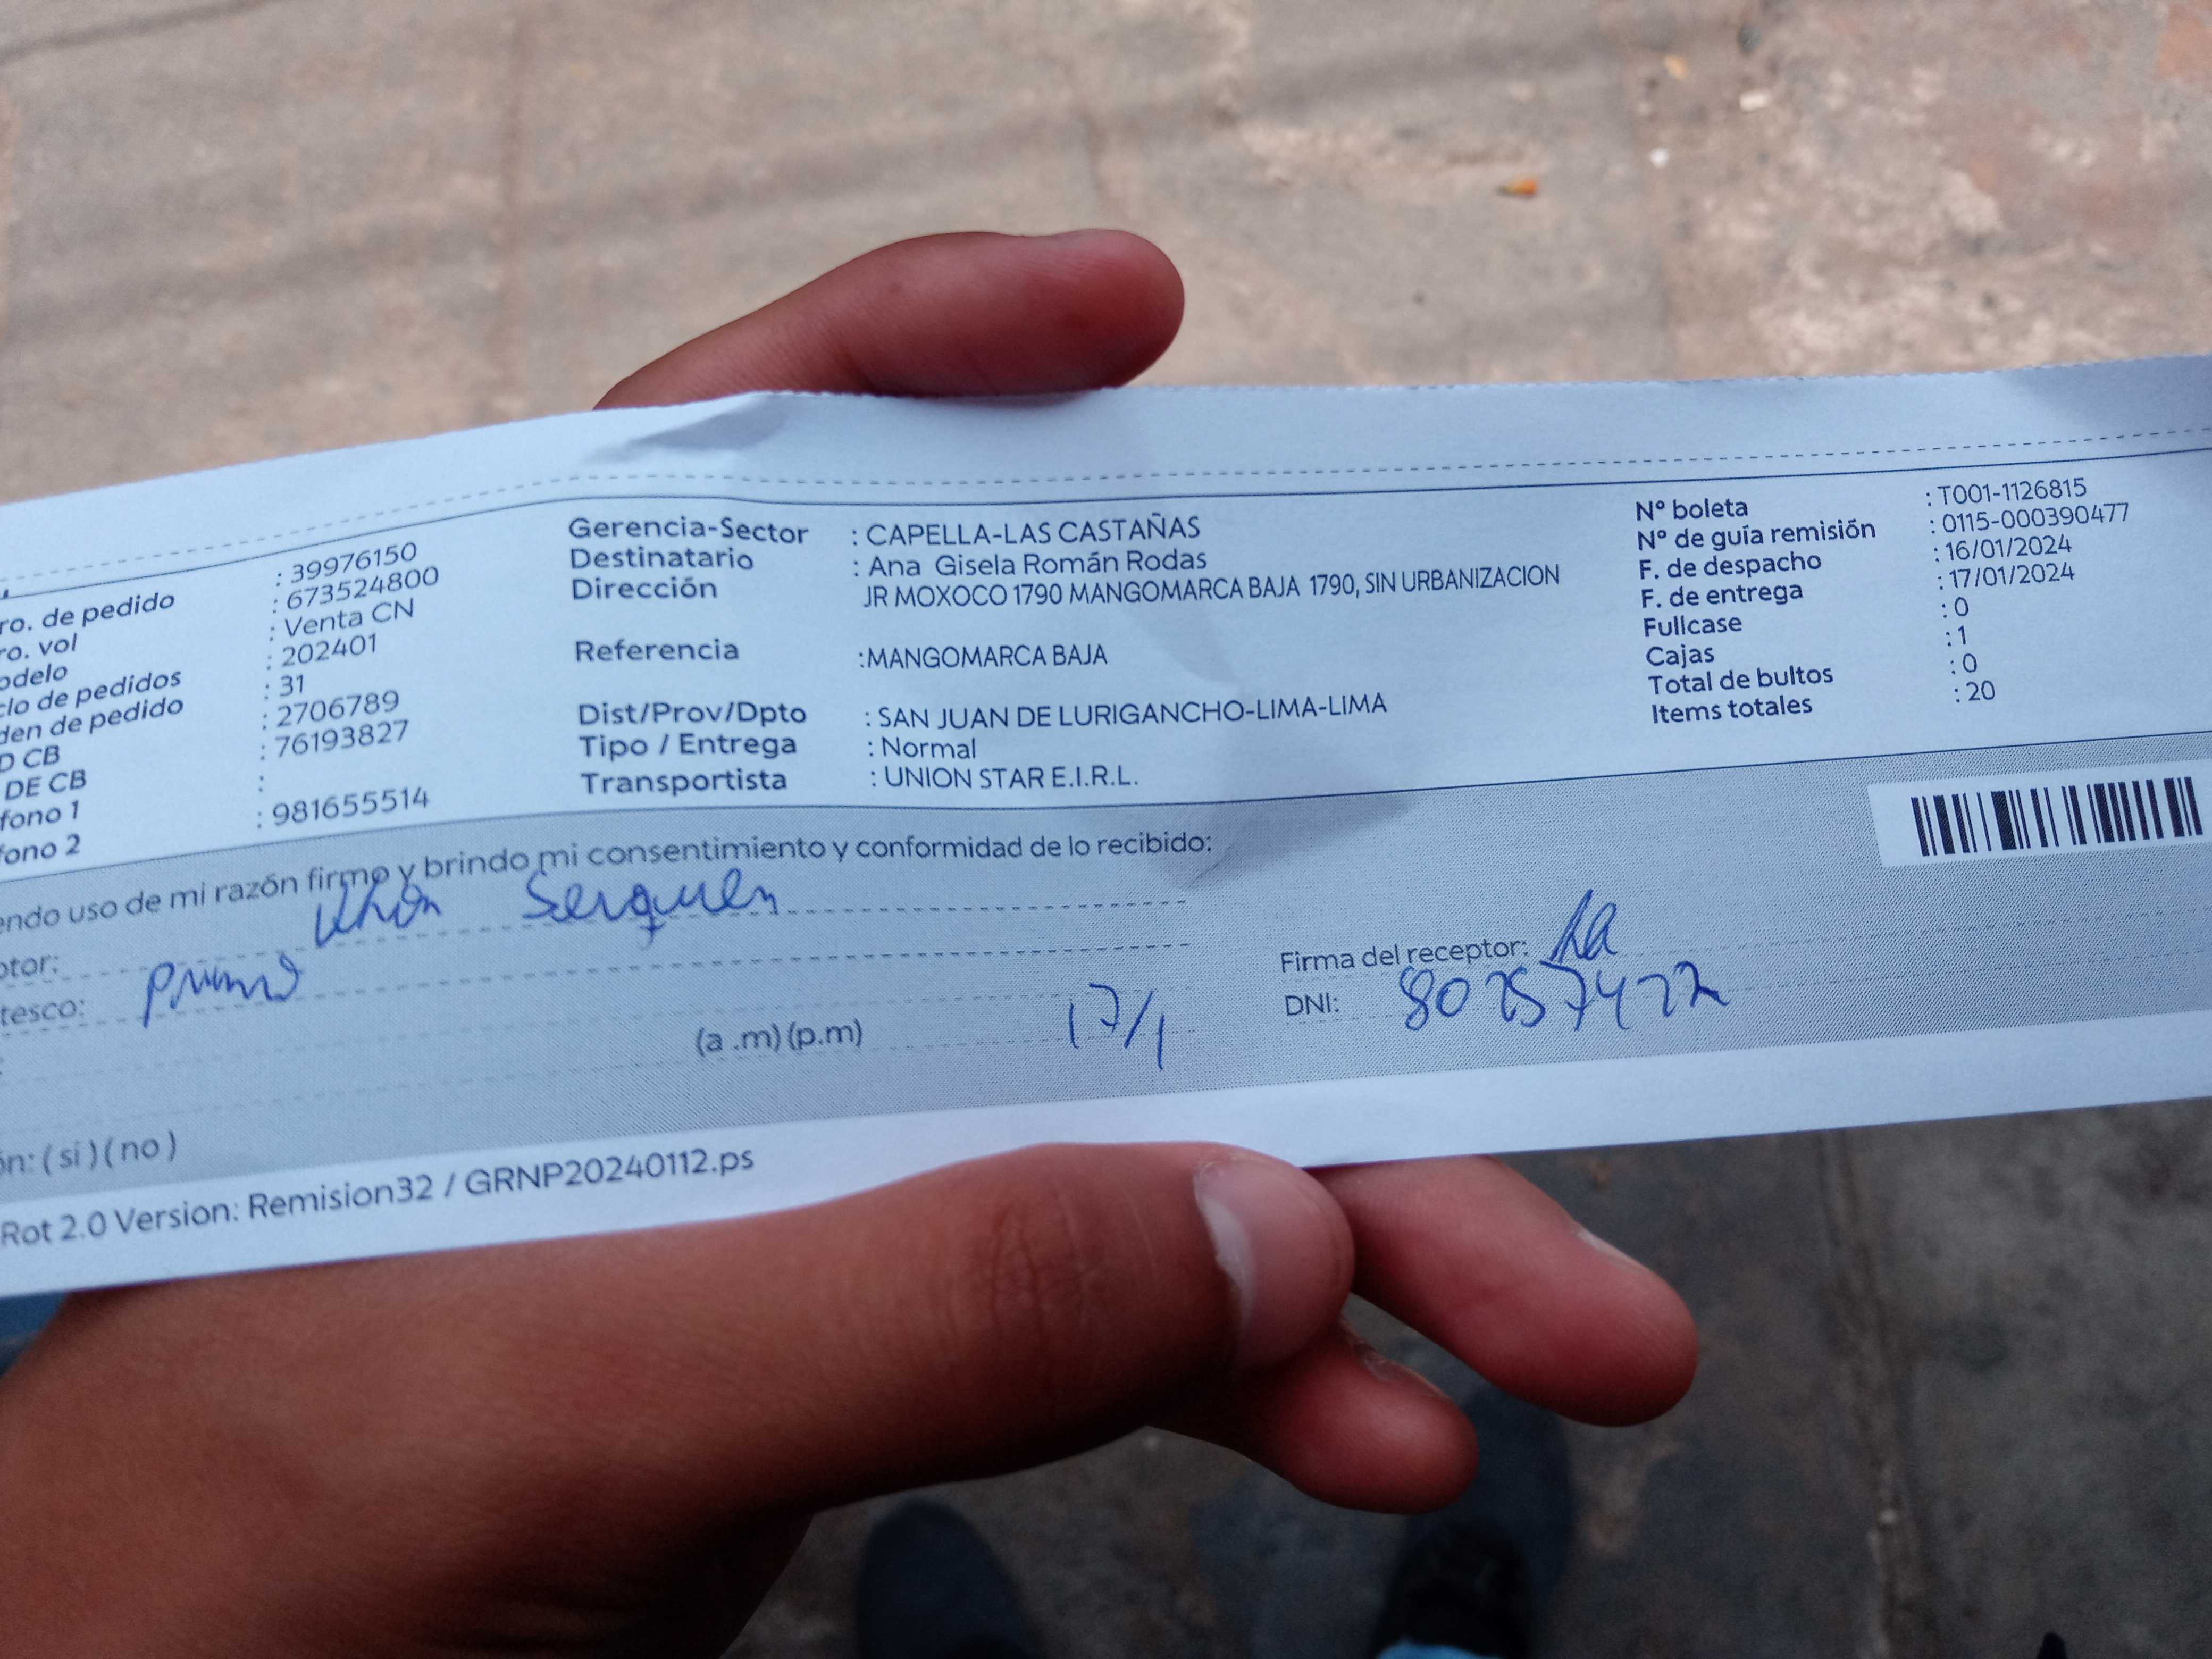 ro. de pedido : 39976150
ro. vol : 673524800
odelo : Venta CN
clo de pedidos : 202401
den de pedido : 31
D CB : 2706789
DE CB : 76193827
fono 1 :
fono 2 : 981655514
Gerencia-Sector : CAPELLA-LAS CASTAÑAS
Destinatario : Ana Gisela Román Rodas
Dirección JR MOXOCO 1790 MANGOMARCA BAJA 1790, SIN URBANIZACION
Referencia :MANGOMARCA BAJA
Dist/Prov/Dpto : SAN JUAN DE LURIGANCHO-LIMA-LIMA
Tipo / Entrega : Normal
Transportista : UNION STAR E.I.R.L.
Nº boleta : T001-1126815
Nº de guía remisión : 0115-000390477
F. de despacho : 16/01/2024
F. de entrega : 17/01/2024
Fullcase : 0
Cajas : 1
Total de bultos : 0
Items totales : 20
endo uso de mi razón firmo y brindo mi consentimiento y conformidad de lo recibido:
ptor: Serquen
tesco: primo
(a .m) (p.m) 17/1
Firma del receptor:
DNI:
ón: ( si ) ( no )
Rot 2.0 Version: Remision32 / GRNP20240112.ps